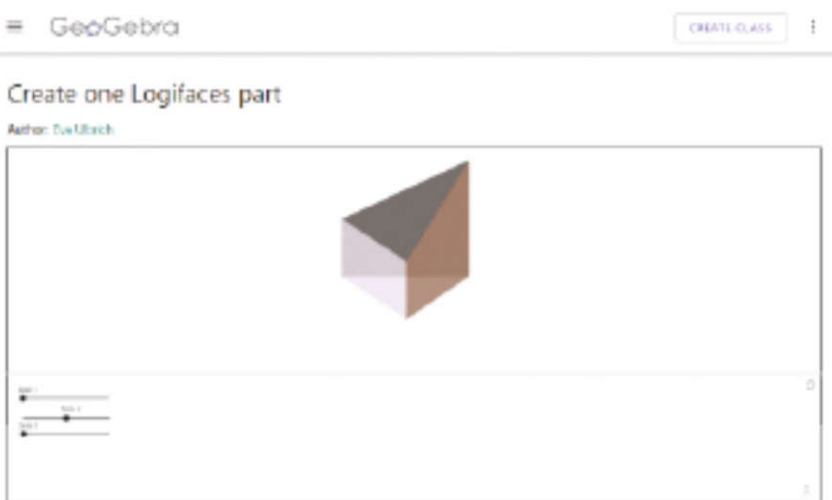 GeoGebra
CREATE CLASS
Create one Logifaces part
Author: Eva Ulbrich